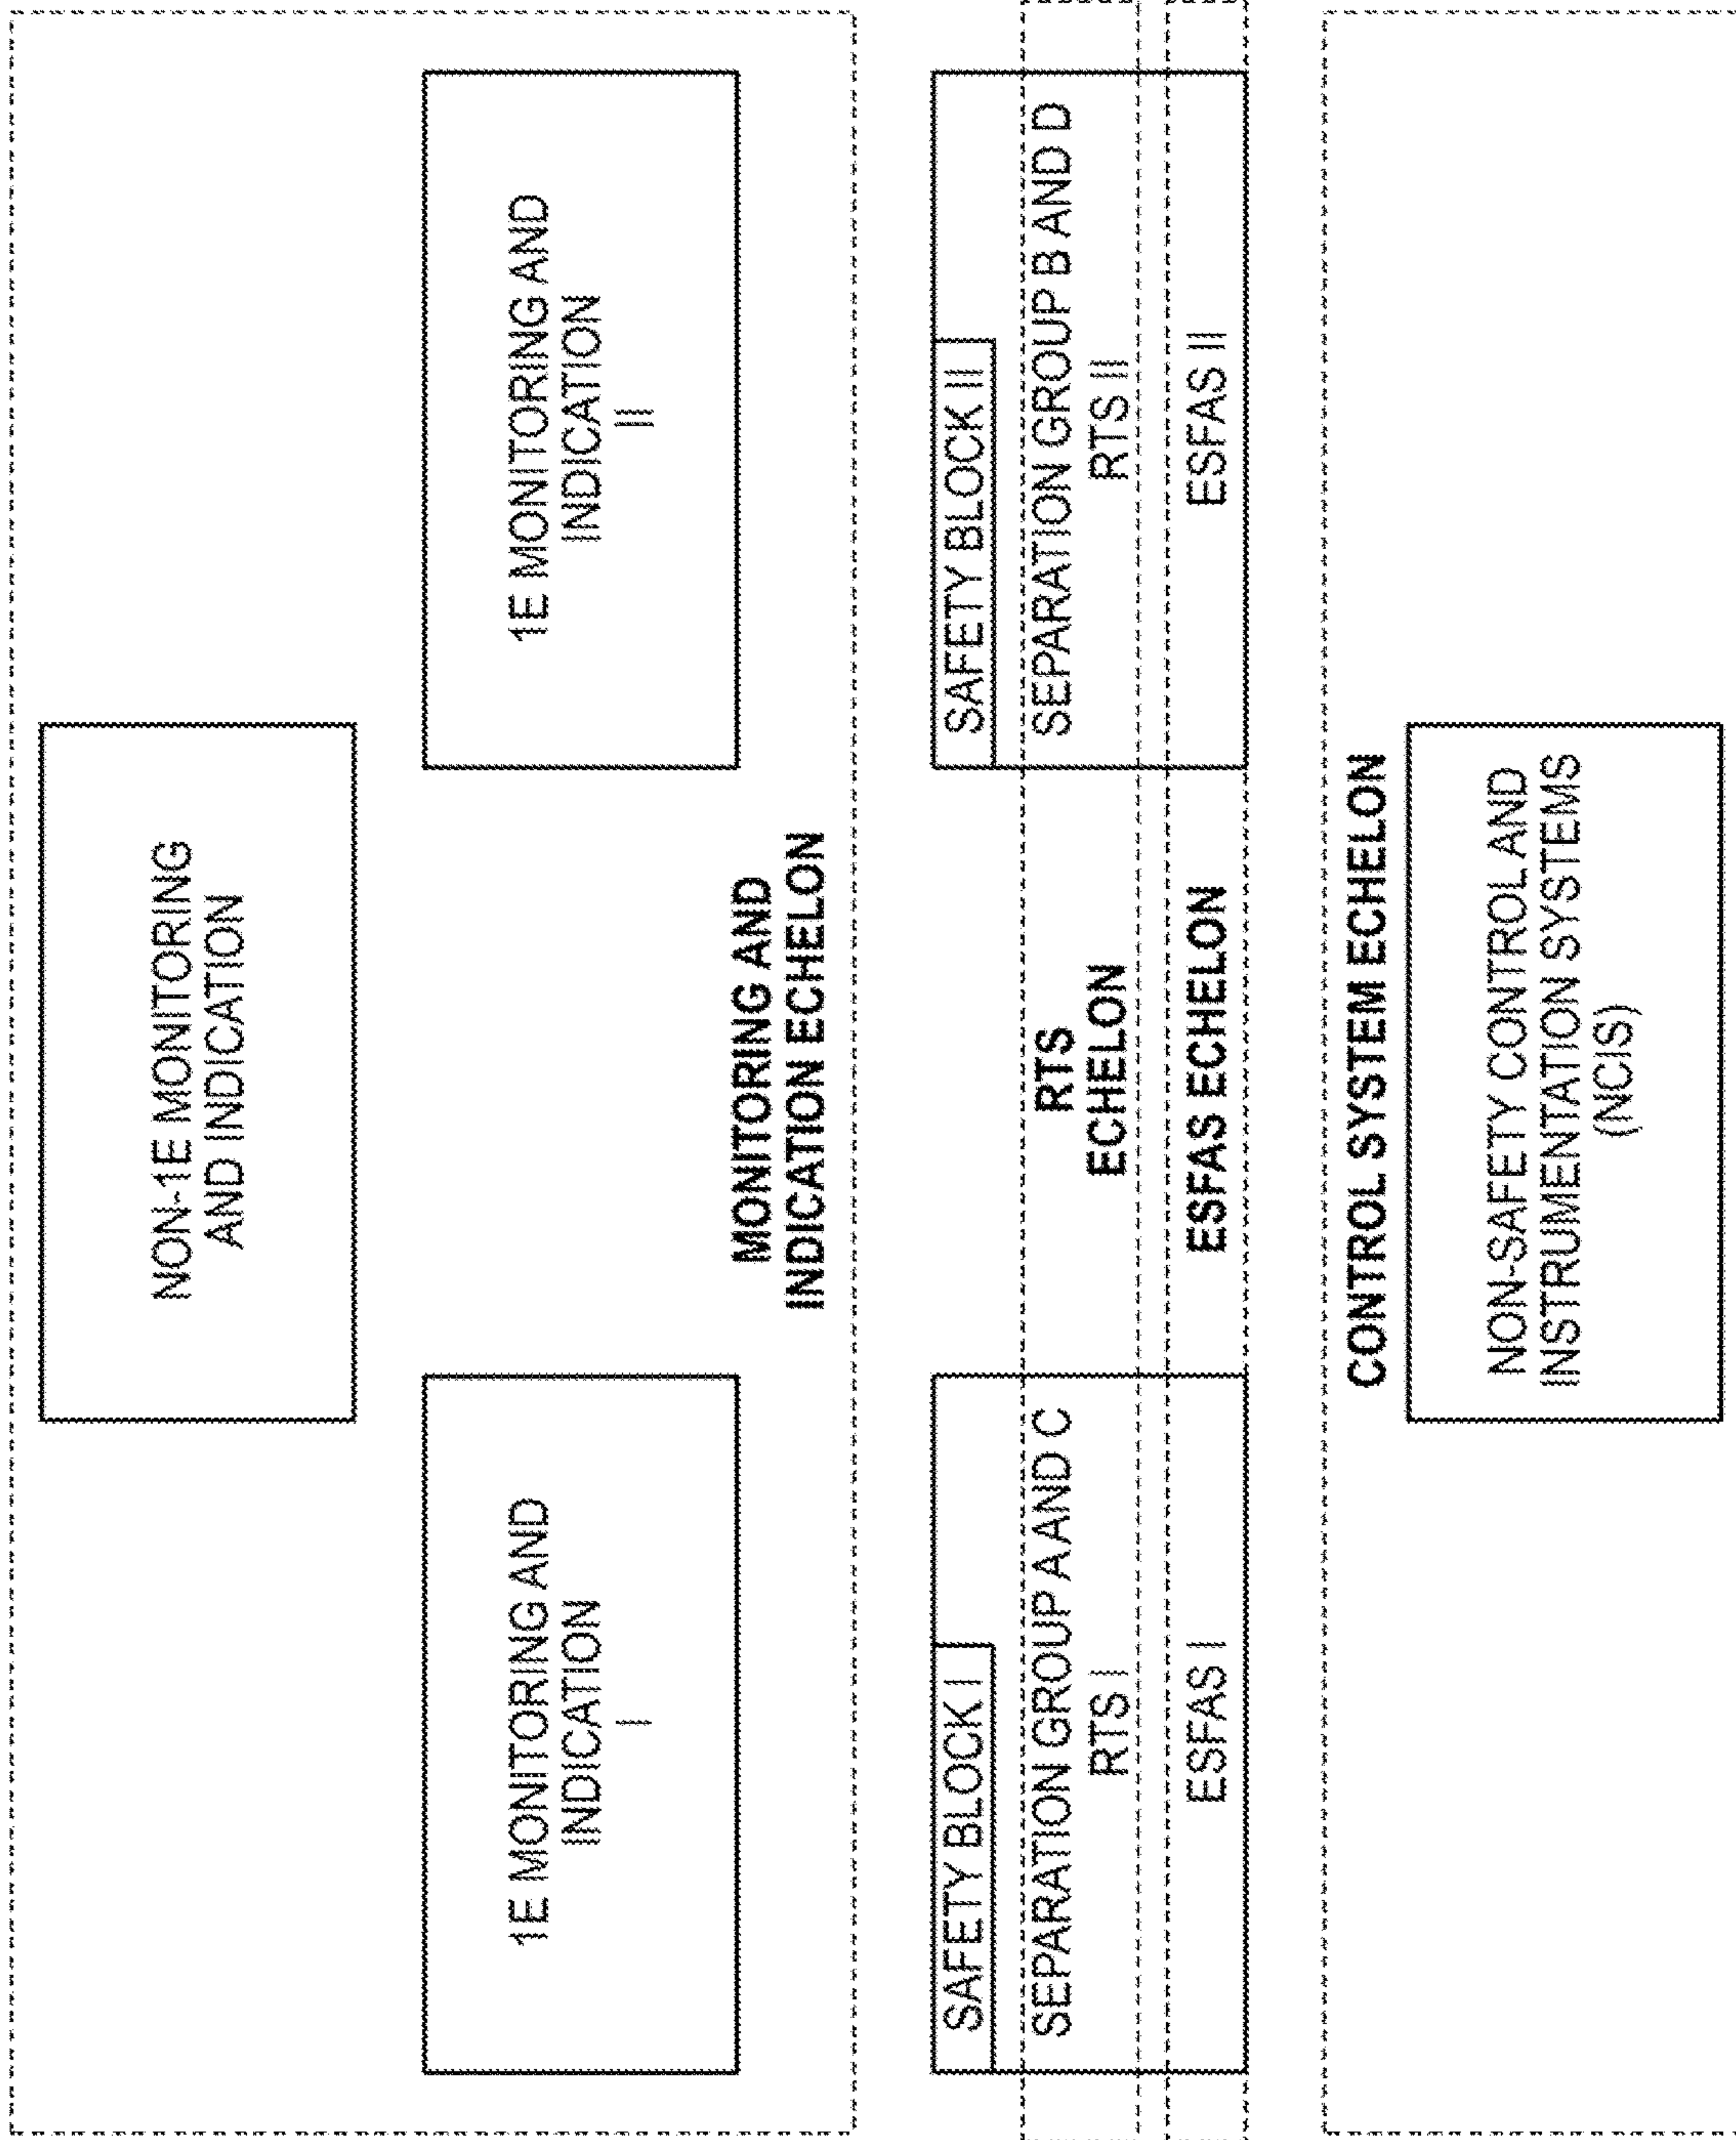 NON-1E MONITORING
AND INDICATION
1E MONITORING AND
INDICATION
I
1E MONITORING AND
INDICATION
II
MONITORING AND
INDICATION ECHELON
SAFETY BLOCK I
SEPARATION GROUP A AND C
RTS I
ESFAS I
RTS
ECHELON
ESFAS ECHELON
SAFETY BLOCK II
SEPARATION GROUP B AND D
RTS II
ESFAS II
CONTROL SYSTEM ECHELON
NON-SAFETY CONTROL AND
INSTRUMENTATION SYSTEMS
(NCIS)